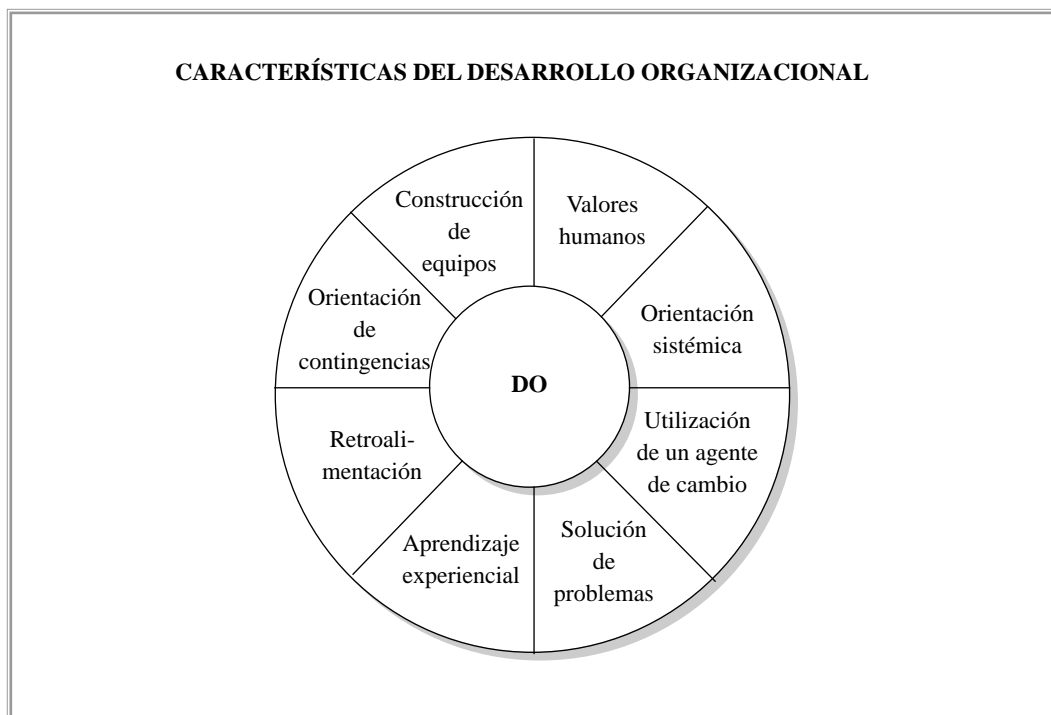 CARACTERÍSTICAS DEL DESARROLLO ORGANIZACIONAL
Construcción
de
equipos
Valores
humanos
Orientación
sistémica
Utilización
de un agente
de cambio
Solución
de
problemas
Aprendizaje
experiencial
Retroali-
mentación
Orientación
de
contingencias
DO